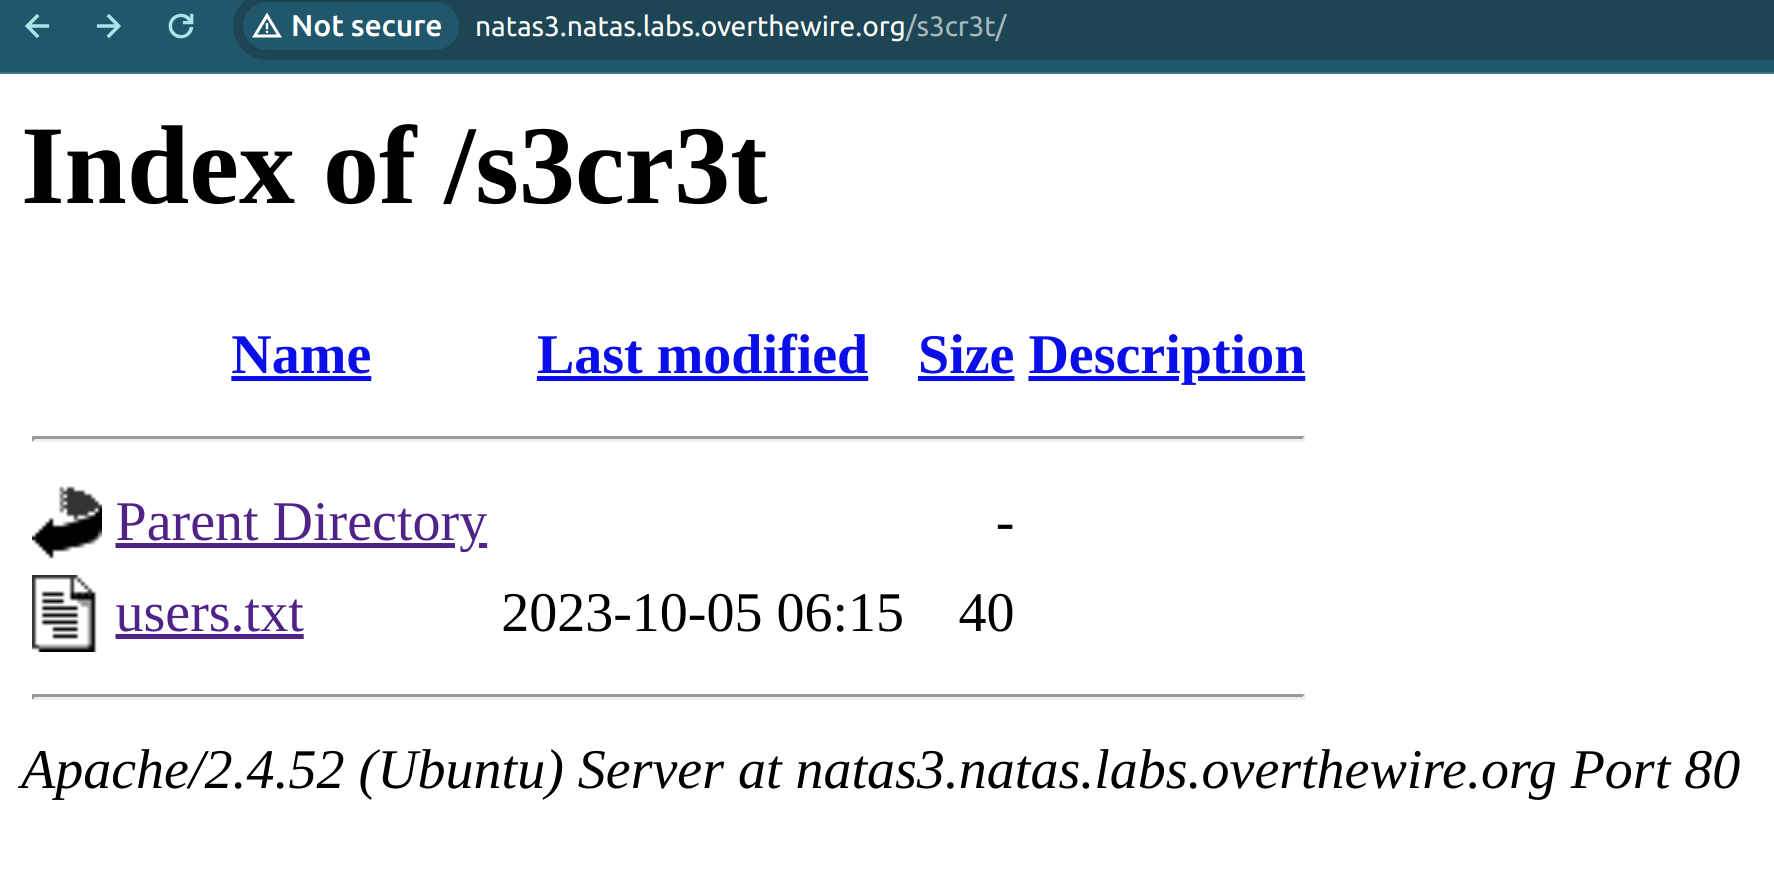 Not secure natas3.natas.labs.overthewire.org/s3cr3t/
Index of /s3cr3t
Name Last modified Size Description
Parent Directory -
users.txt 2023-10-05 06:15 40
Apache/2.4.52 (Ubuntu) Server at natas3.natas.labs.overthewire.org Port 80